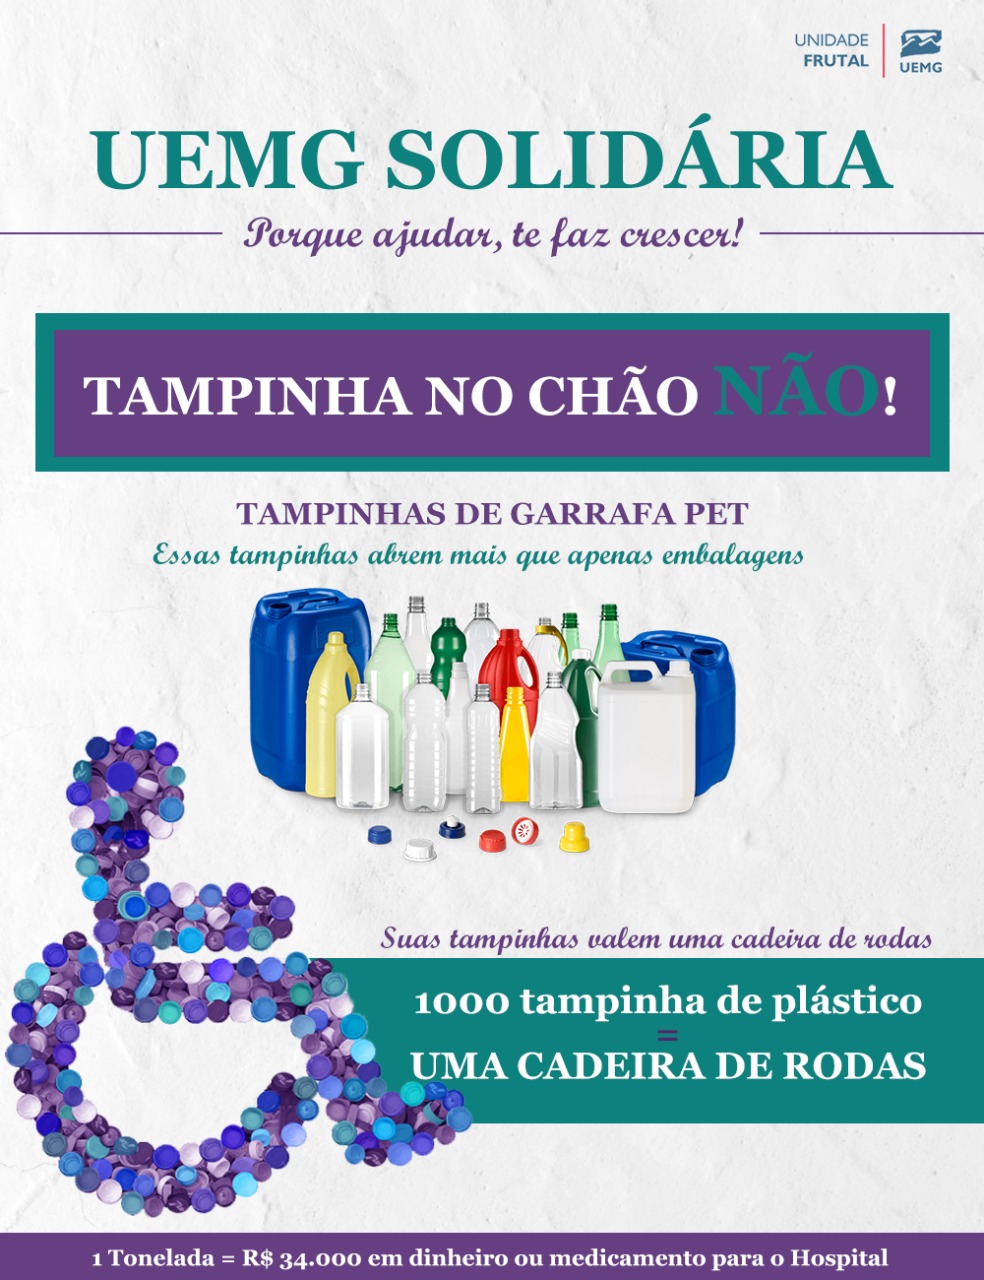 UNIDADE
FRUTAL
UEMG
UEMG SOLIDÁRIA
Porque ajudar, te faz crescer!
TAMPINHA NO CHÃO NÃO!
TAMPINHAS DE GARRAFA PET
Essas tampinhas abrem mais que apenas embalagens
Suas tampinhas valem uma cadeira de rodas
1000 tampinha de plástico
=
UMA CADEIRA DE RODAS
1 Tonelada = R$ 34.000 em dinheiro ou medicamento para o Hospital